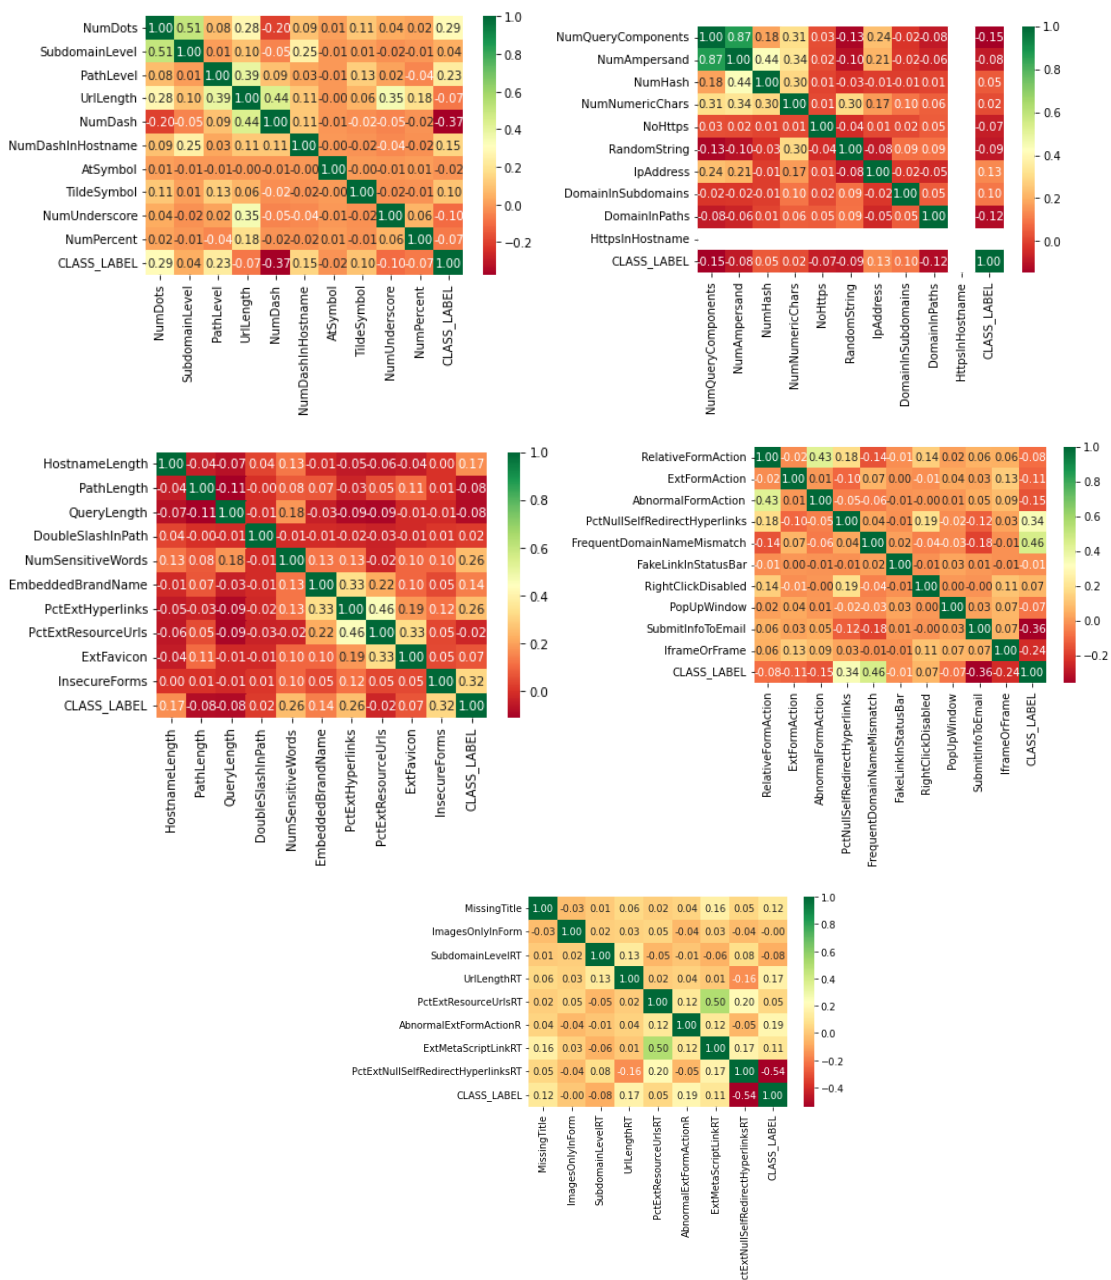 NumDots 1.00 0.51 0.08 0.28 -0.20 0.09 0.01 0.11 0.04 0.02 0.29
SubdomainLevel 0.51 1.00 0.01 0.10 -0.05 0.25 -0.01 0.01 -0.02 -0.01 0.04
PathLevel 0.08 0.01 1.00 0.39 0.09 0.03 -0.01 0.13 0.02 -0.04 0.23
UrlLength 0.28 0.10 0.39 1.00 0.44 0.11 -0.00 0.06 0.35 0.18 -0.07
NumDash -0.20 -0.05 0.09 0.44 1.00 0.11 -0.01 -0.02 -0.05 -0.02 -0.37
NumDashInHostname 0.09 0.25 0.03 0.11 0.11 1.00 -0.00 -0.02 -0.04 -0.02 0.15
AtSymbol 0.01 -0.01 -0.01 -0.00 -0.01 -0.00 1.00 -0.00 -0.01 0.01 -0.02
TildeSymbol 0.11 0.01 0.13 0.06 -0.02 -0.02 -0.00 1.00 -0.02 -0.01 0.10
NumUnderscore 0.04 -0.02 0.02 0.35 -0.05 -0.04 -0.01 -0.02 1.00 0.06 -0.10
NumPercent 0.02 -0.01 -0.04 0.18 -0.02 -0.02 0.01 -0.01 0.06 1.00 -0.07
CLASS_LABEL 0.29 0.04 0.23 -0.07 -0.37 0.15 -0.02 0.10 -0.10 -0.07 1.00
NumDots
SubdomainLevel
PathLevel
UrlLength
NumDash
NumDashInHostname
AtSymbol
TildeSymbol
NumUnderscore
NumPercent
CLASS_LABEL
1.0
0.8
0.6
0.4
0.2
0.0
−0.2
NumQueryComponents 1.00 0.87 0.18 0.31 0.03 -0.13 0.24 -0.02 -0.08 -0.15
NumAmpersand 0.87 1.00 0.44 0.34 0.02 -0.10 0.21 -0.02 -0.06 -0.08
NumHash 0.18 0.44 1.00 0.30 0.01 -0.03 -0.01 -0.01 0.01 0.05
NumNumericChars 0.31 0.34 0.30 1.00 0.01 0.30 0.17 0.10 0.06 0.02
NoHttps 0.03 0.02 0.01 0.01 1.00 -0.04 0.01 0.02 0.05 -0.07
RandomString -0.13 -0.10 -0.03 0.30 -0.04 1.00 -0.08 0.09 0.09 -0.09
IpAddress 0.24 0.21 -0.01 0.17 0.01 -0.08 1.00 -0.02 -0.05 0.13
DomainInSubdomains -0.02 -0.02 -0.01 0.10 0.02 0.09 -0.02 1.00 0.05 0.10
DomainInPaths -0.08 -0.06 0.01 0.06 0.05 0.09 -0.05 0.05 1.00 -0.12
HttpsInHostname
CLASS_LABEL -0.15 -0.08 0.05 0.02 -0.07 -0.09 0.13 0.10 -0.12 1.00
NumQueryComponents
NumAmpersand
NumHash
NumNumericChars
NoHttps
RandomString
IpAddress
DomainInSubdomains
DomainInPaths
HttpsInHostname
CLASS_LABEL
1.0
0.8
0.6
0.4
0.2
0.0
HostnameLength 1.00 -0.04 -0.07 0.04 0.13 -0.01 -0.05 -0.06 -0.04 0.00 0.17
PathLength -0.04 1.00 -0.11 -0.00 0.08 0.07 -0.03 0.05 0.11 0.01 -0.08
QueryLength -0.07 -0.11 1.00 -0.01 0.18 -0.03 -0.09 -0.09 -0.01 -0.01 -0.08
DoubleSlashInPath 0.04 -0.00 -0.01 1.00 -0.01 -0.01 -0.02 -0.03 -0.01 0.01 0.02
NumSensitiveWords 0.13 0.08 0.18 -0.01 1.00 0.13 0.13 -0.02 0.10 0.10 0.26
EmbeddedBrandName -0.01 0.07 -0.03 -0.01 0.13 1.00 0.33 0.22 0.10 0.05 0.14
PctExtHyperlinks -0.05 -0.03 -0.09 -0.02 0.13 0.33 1.00 0.46 0.19 0.12 0.26
PctExtResourceUrls -0.06 0.05 -0.09 -0.03 -0.02 0.22 0.46 1.00 0.33 0.05 -0.02
ExtFavicon -0.04 0.11 -0.01 -0.01 0.10 0.10 0.19 0.33 1.00 0.05 0.07
InsecureForms 0.00 0.01 -0.01 0.01 0.10 0.05 0.12 0.05 0.05 1.00 0.32
CLASS_LABEL 0.17 -0.08 -0.08 0.02 0.26 0.14 0.26 -0.02 0.07 0.32 1.00
HostnameLength
PathLength
QueryLength
DoubleSlashInPath
NumSensitiveWords
EmbeddedBrandName
PctExtHyperlinks
PctExtResourceUrls
ExtFavicon
InsecureForms
CLASS_LABEL
1.0
0.8
0.6
0.4
0.2
0.0
RelativeFormAction 1.00 -0.02 0.43 0.18 -0.14 -0.01 0.14 0.02 0.06 0.06 -0.08
ExtFormAction -0.02 1.00 0.01 -0.10 0.07 0.00 -0.01 0.04 0.03 0.13 -0.11
AbnormalFormAction 0.43 0.01 1.00 -0.05 -0.06 -0.01 -0.00 0.01 0.05 0.09 -0.15
PctNullSelfRedirectHyperlinks 0.18 -0.10 -0.05 1.00 0.04 -0.01 0.19 -0.02 -0.12 0.03 0.34
FrequentDomainNameMismatch -0.14 0.07 -0.06 0.04 1.00 0.02 -0.04 -0.03 -0.18 -0.01 0.46
FakeLinkInStatusBar -0.01 0.00 -0.01 -0.01 0.02 1.00 -0.01 0.03 0.01 -0.01 -0.01
RightClickDisabled 0.14 -0.01 -0.00 0.19 -0.04 -0.01 1.00 0.00 -0.00 0.11 0.07
PopUpWindow 0.02 0.04 0.01 -0.02 -0.03 0.03 0.00 1.00 0.03 0.07 -0.07
SubmitInfoToEmail 0.06 0.03 0.05 -0.12 -0.18 0.01 -0.00 0.03 1.00 0.07 -0.36
IframeOrFrame 0.06 0.13 0.09 0.03 -0.01 -0.01 0.11 0.07 0.07 1.00 -0.24
CLASS_LABEL -0.08 -0.11 -0.15 0.34 0.46 -0.01 0.07 -0.07 -0.36 -0.24 1.00
RelativeFormAction
ExtFormAction
AbnormalFormAction
PctNullSelfRedirectHyperlinks
FrequentDomainNameMismatch
FakeLinkInStatusBar
RightClickDisabled
PopUpWindow
SubmitInfoToEmail
IframeOrFrame
CLASS_LABEL
1.0
0.8
0.6
0.4
0.2
0.0
−0.2
MissingTitle 1.00 -0.03 0.01 0.06 0.02 0.04 0.16 0.05 0.12
ImagesOnlyInForm -0.03 1.00 0.02 0.03 0.05 -0.04 0.03 -0.04 -0.00
SubdomainLevelRT 0.01 0.02 1.00 0.13 -0.05 -0.01 -0.06 0.08 -0.08
UrlLengthRT 0.06 0.03 0.13 1.00 0.02 0.04 0.01 -0.16 0.17
PctExtResourceUrlsRT 0.02 0.05 -0.05 0.02 1.00 0.12 0.50 0.20 0.05
AbnormalExtFormActionR 0.04 -0.04 -0.01 0.04 0.12 1.00 0.12 -0.05 0.19
ExtMetaScriptLinkRT 0.16 0.03 -0.06 0.01 0.50 0.12 1.00 0.17 0.11
PctExtNullSelfRedirectHyperlinksRT 0.05 -0.04 0.08 -0.16 0.20 -0.05 0.17 1.00 -0.54
CLASS_LABEL 0.12 -0.00 -0.08 0.17 0.05 0.19 0.11 -0.54 1.00
MissingTitle
ImagesOnlyInForm
SubdomainLevelRT
UrlLengthRT
PctExtResourceUrlsRT
AbnormalExtFormActionR
ExtMetaScriptLinkRT
ctExtNullSelfRedirectHyperlinksRT
CLASS_LABEL
1.0
0.8
0.6
0.4
0.2
0.0
−0.2
−0.4